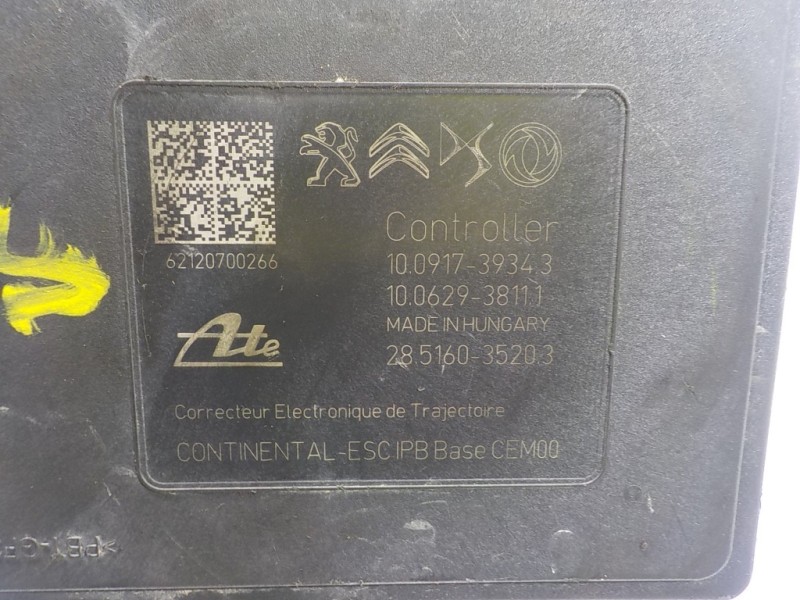 62120700266
Controller
10.0917-3934.3
10.0629-3811.1
MADE IN HUNGARY
28.5160-3520.3
Ate
Correcteur Electronique de Trajectoire
CONTINENTAL-ESC IPB Base CEM00